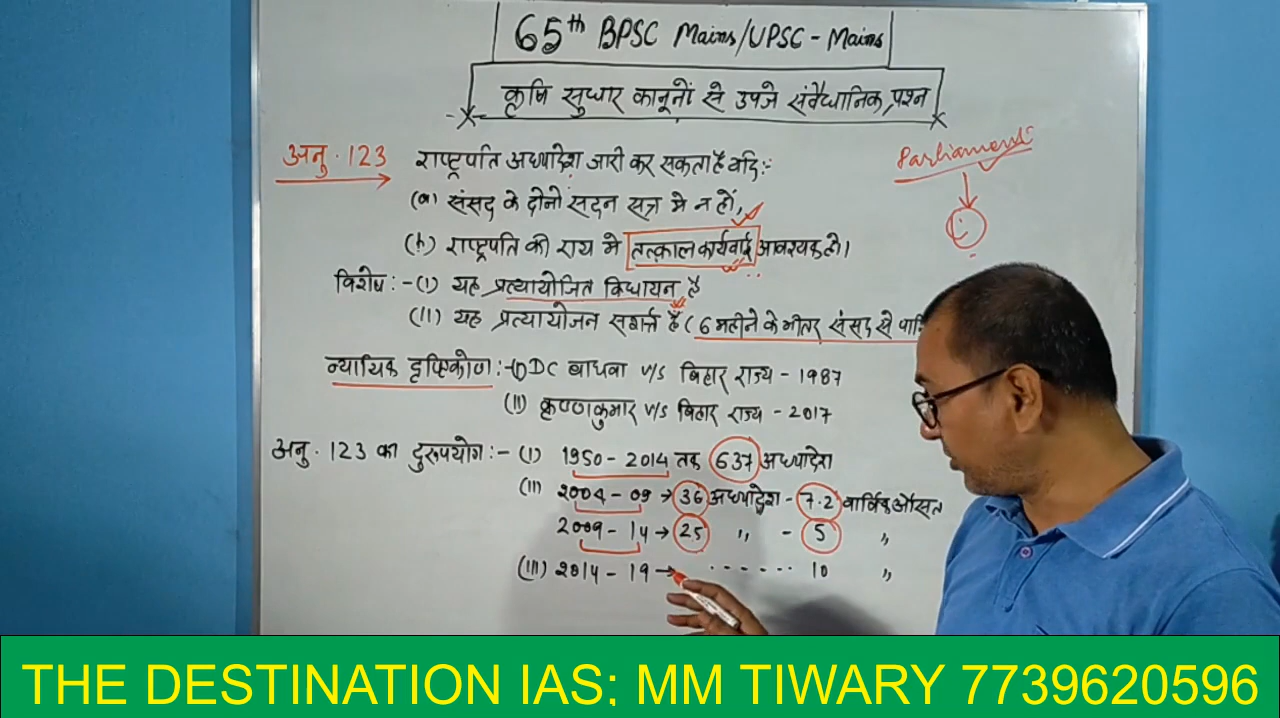 65th BPSC Mains/UPSC - Mains
कृषि सुधार कानूनों से उपजे संवैधानिक प्रश्न
अनु. 123 राष्ट्रपति अध्यादेश जारी कर सकता है यदि:-
Parliament
(a) संसद के दोनों सदन सत्र मे न हों,
(b) राष्ट्रपति की राय मे तत्काल कार्यवाई आवश्यक हो।
विशेष:- (I) यह प्रत्यायोजित विधायन है
(II) यह प्रत्यायोजन सशर्त है (6 महीने के भीतर संसद से
न्यायिक दृष्टिकोण:- (I) DC बाधवा v/s बिहार राज्य - 1987
(II) कृष्णाकुमार v/s बिहार राज्य - 2017
अनु. 123 का दुरुपयोग:- (I) 1950 - 2014 तक 637 अध्यादेश
(II) 2004 - 09 → 36 अध्यादेश - 7.2 वार्षिक औसत
2009 - 14 → 25 " - 5 "
(III) 2014 - 19 → ....... 10 "
THE DESTINATION IAS; MM TIWARY 7739620596